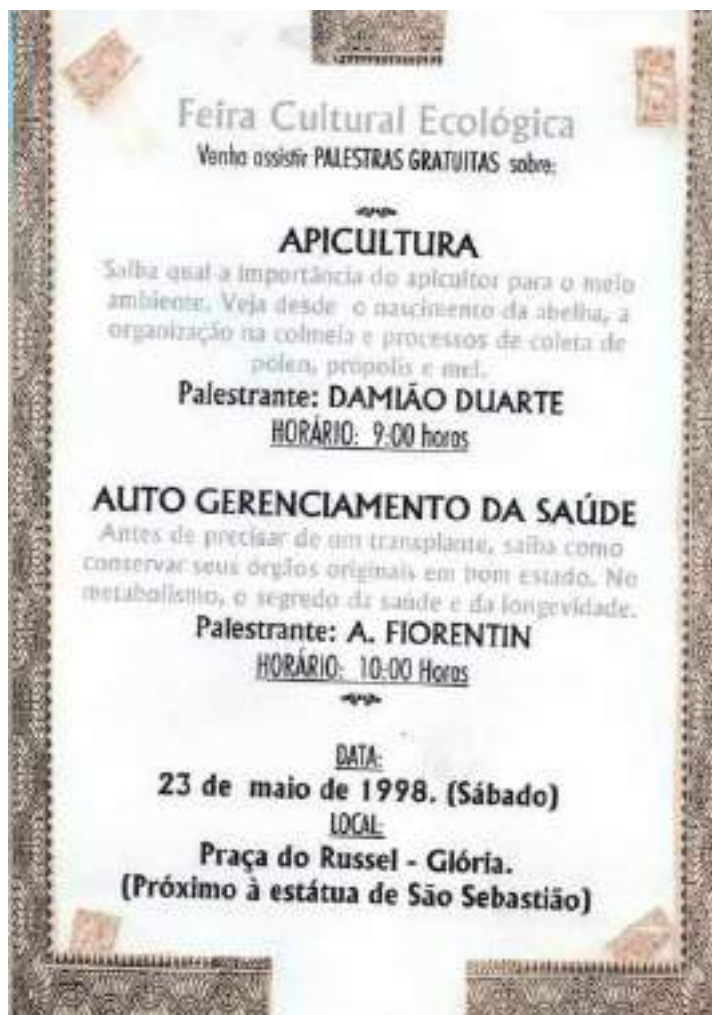 Feira Cultural Ecológica
Venha assistir PALESTRAS GRATUITAS sobre:
APICULTURA
Saiba qual a importância do apicultor para o meio
ambiente. Veja desde o nascimento da abelha, a
organização na colmeia e processos de coleta de
pólen, própolis e mel.
Palestrante: DAMIÃO DUARTE
HORÁRIO: 9:00 horas
AUTO GERENCIAMENTO DA SAÚDE
Antes de precisar de um transplante, saiba como
conservar seus órgãos originais em bom estado. No
metabolismo, o segredo da saúde e da longevidade.
Palestrante: A. FIORENTIN
HORÁRIO: 10:00 Horas
DATA:
23 de maio de 1998. (Sábado)
LOCAL:
Praça do Russel - Glória.
(Próximo à estátua de São Sebastião)